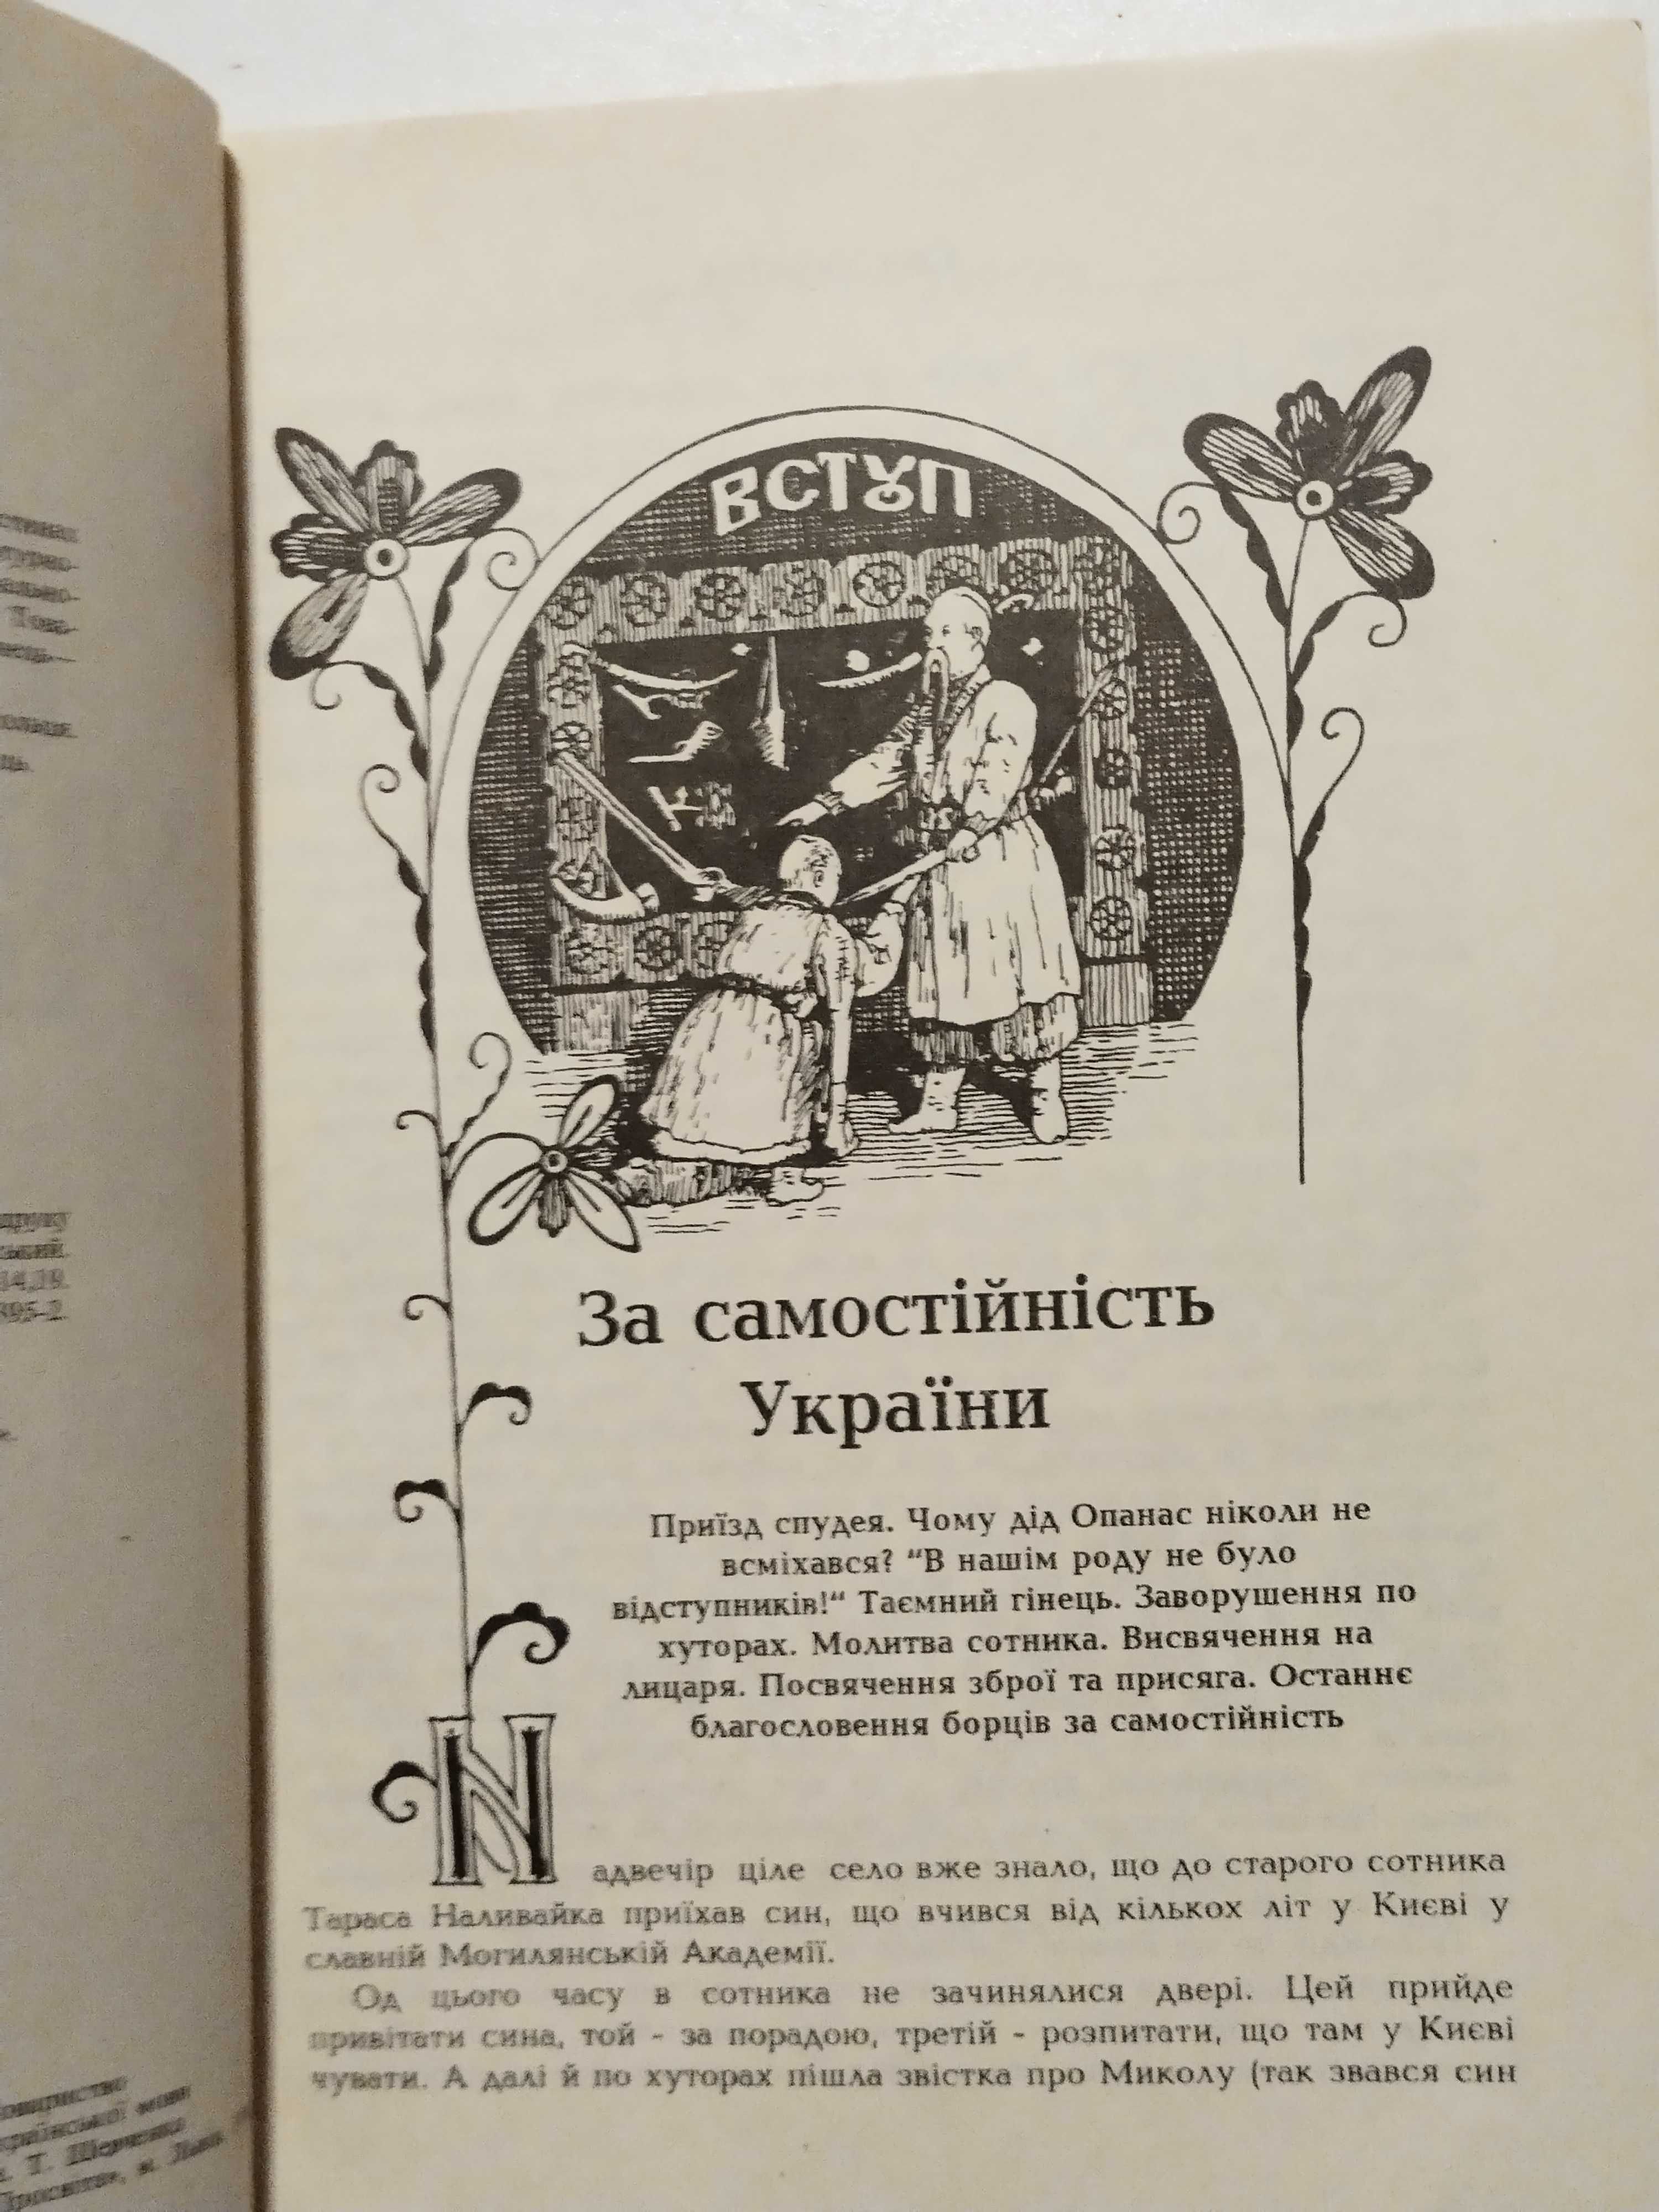 ВСТУП
За самостійність
України
Приїзд спудея. Чому дід Опанас ніколи не
всміхався? “В нашім роду не було
відступників!“ Таємний гінець. Заворушення по
хуторах. Молитва сотника. Висвячення на
лицаря. Посвячення зброї та присяга. Останнє
благословення борців за самостійність
Надвечір ціле село вже знало, що до старого сотника
Тараса Наливайка приїхав син, що вчився від кількох літ у Києві у
славній Могилянській Академії.
Од цього часу в сотника не зачинялися двері. Цей прийде
привітати сина, той - за порадою, третій - розпитати, що там у Києві
чувати. А далі й по хуторах пішла звістка про Миколу (так звався син